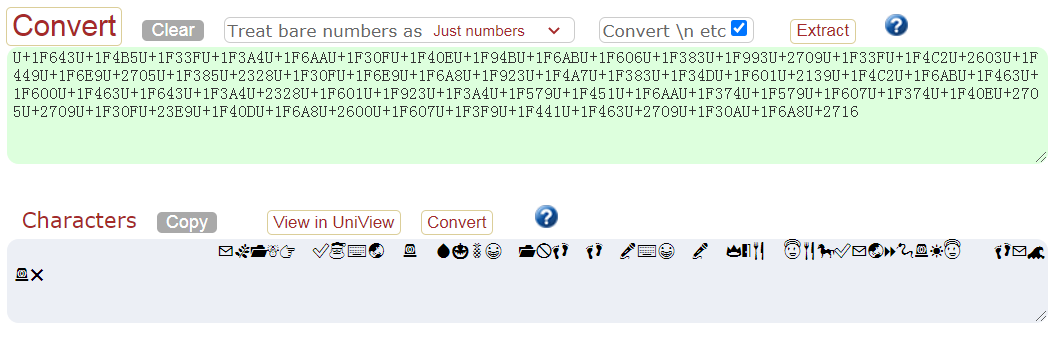 Convert Clear Treat bare numbers as Just numbers Convert \n etc Extract ?
U+1F643U+1F4B5U+1F33FU+1F3A4U+1F6AAU+1F30FU+1F40EU+1F94BU+1F6ABU+1F606U+1F383U+1F993U+2709U+1F33FU+1F4C2U+2603U+1F
449U+1F6E9U+2705U+1F385U+2328U+1F30FU+1F6E9U+1F6A8U+1F923U+1F4A7U+1F383U+1F34DU+1F601U+2139U+1F4C2U+1F6ABU+1F463U+
1F600U+1F463U+1F643U+1F3A4U+2328U+1F601U+1F923U+1F3A4U+1F579U+1F451U+1F6AAU+1F374U+1F579U+1F607U+1F374U+1F40EU+270
5U+2709U+1F30FU+23E9U+1F40DU+1F6A8U+2600U+1F607U+1F3F9U+1F441U+1F463U+2709U+1F30AU+1F6A8U+2716
Characters Copy View in UniView Convert ?